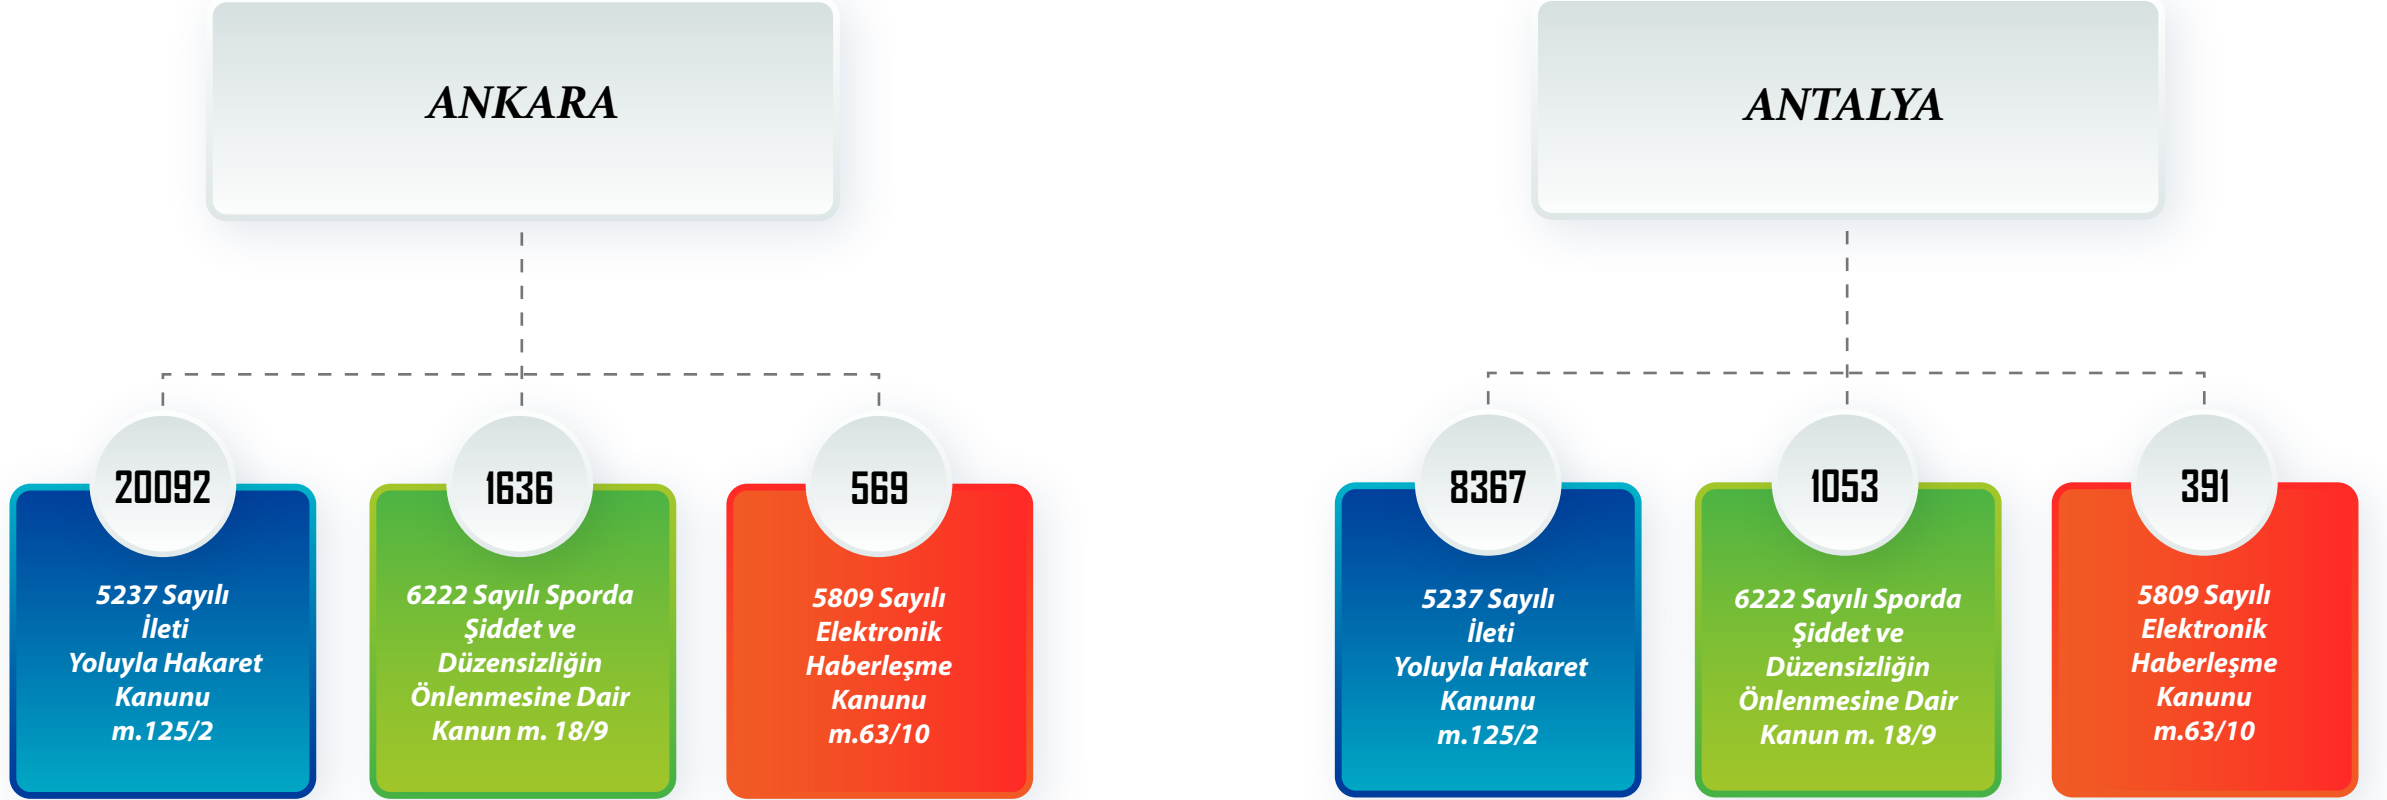 ANKARA
20092
5237 Sayılı
İleti
Yoluyla Hakaret
Kanunu
m.125/2
1636
6222 Sayılı Sporda
Şiddet ve
Düzensizliğin
Önlenmesine Dair
Kanun m. 18/9
569
5809 Sayılı
Elektronik
Haberleşme
Kanunu
m.63/10
ANTALYA
8367
5237 Sayılı
İleti
Yoluyla Hakaret
Kanunu
m.125/2
1053
6222 Sayılı Sporda
Şiddet ve
Düzensizliğin
Önlenmesine Dair
Kanun m. 18/9
391
5809 Sayılı
Elektronik
Haberleşme
Kanunu
m.63/10